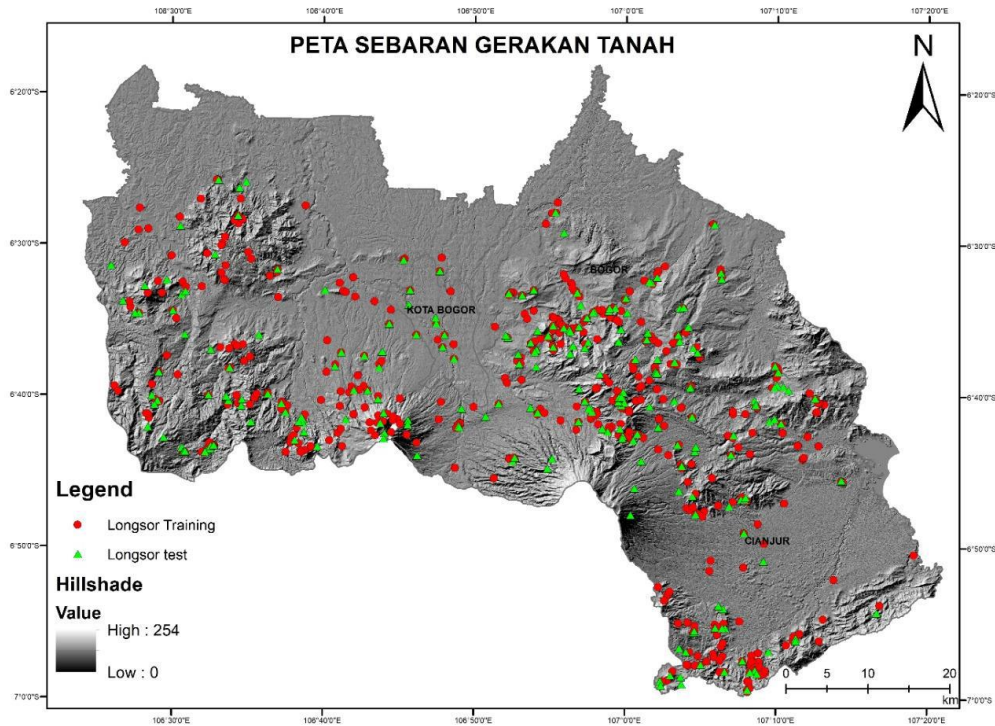 106°30'0"E 106°40'0"E 106°50'0"E 107°0'0"E 107°10'0"E 107°20'0"E
PETA SEBARAN GERAKAN TANAH
N
6°20'0"S 6°20'0"S
6°30'0"S 6°30'0"S
BOGOR
KOTA BOGOR
6°40'0"S 6°40'0"S
Legend
Longsor Training
Longsor test
Hillshade
Value
High : 254
Low : 0
CIANJUR
6°50'0"S 6°50'0"S
0 5 10 20
km
7°0'0"S 7°0'0"S
106°30'0"E 106°40'0"E 106°50'0"E 107°0'0"E 107°10'0"E 107°20'0"E